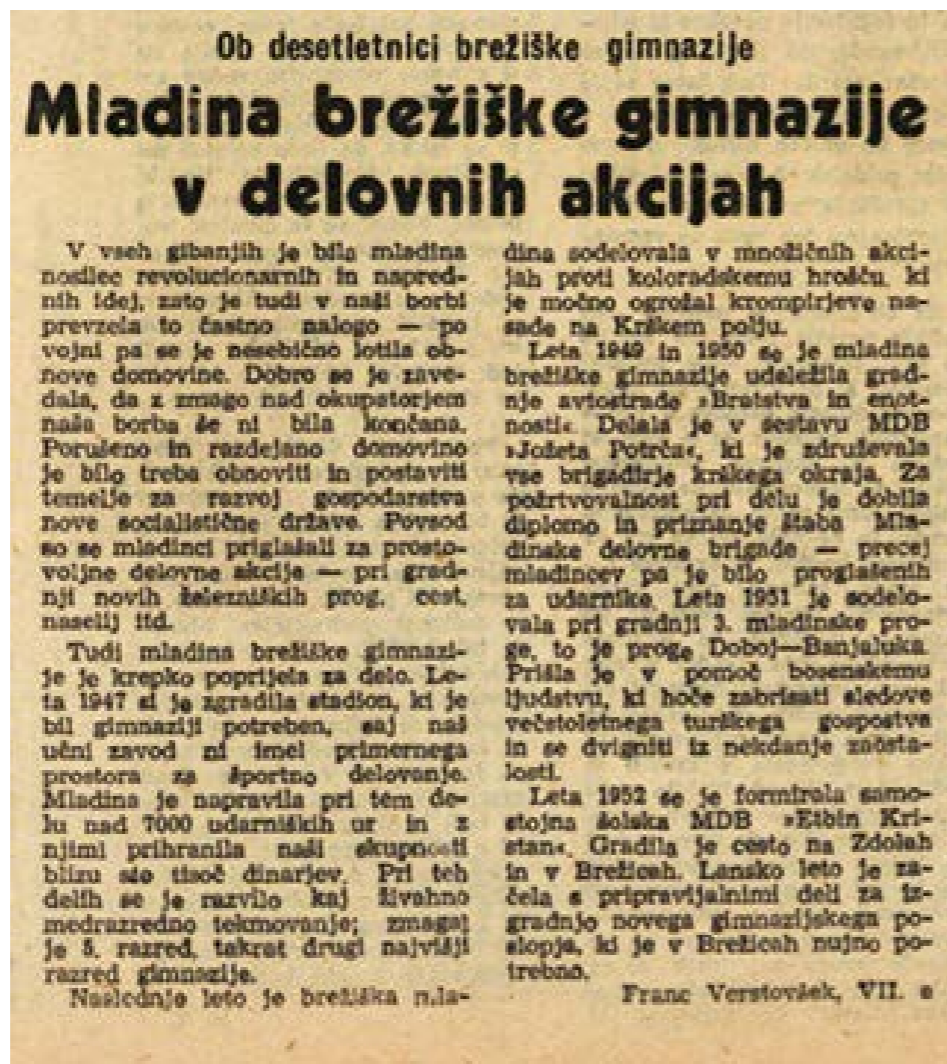 Ob desetletnici brežiške gimnazije
Mladina brežiške gimnazije
v delovnih akcijah
V vseh gibanjih je bila mladina
nosilec revolucionarnih in napred-
nih idej, zato je tudi v naši borbi
prevzela to častno nalogo — po
vojni pa se je nesebično lotila ob-
nove domovine. Dobro se je zave-
dala, da z zmago nad okupatorjem
naša borba še ni bila končana.
Porušeno in razdejano domovino
je bilo treba obnoviti in postaviti
temelje za razvoj gospodarstva
nove socialistične države. Povsod
so se mladinci priglašali za prosto-
voljne delovne akcije — pri grad-
nji novih železniških prog, cest,
naselij itd.
Tudi mladina brežiške gimnazi-
je je krepko poprijela za delo. Le-
ta 1947 si je zgradila stadion, ki je
bil gimnaziji potreben, saj naš
učni zavod ni imel primernega
prostora za športno delovanje.
Mladina je napravila pri tem de-
lu nad 7000 udarniških ur in z
njimi prihranila naši skupnosti
blizu sto tisoč dinarjev. Pri teh
delih se je razvilo kaj živahno
medrazredno tekmovanje; zmagal
je 5. razred, takrat drugi najvišji
razred gimnazije.
Naslednje leto je brežiška mla-
dina sodelovala v množičnih akci-
jah proti koloradskemu hrošču, ki
je močno ogrožal krompirjeve na-
sade na Krškem polju.
Leta 1949 in 1950 se je mladina
brežiške gimnazije udeležila grad-
nje avtostrade »Bratstva in enot-
nosti«. Delala je v sestavu MDB
»Jožeta Potrča«, ki je združevala
vse brigadirje krškega okraja. Za
požrtvovalnost pri delu je dobila
diplomo in priznanje štaba Mla-
dinske delovne brigade — precej
mladincev pa je bilo proglašenih
za udarnike. Leta 1951 je sodelo-
vala pri gradnji 3. mladinske pro-
ge, to je proge Doboj—Banjaluka.
Prišla je v pomoč bosenskemu
ljudstvu, ki hoče zabrisati sledove
večstoletnega turškega gospostva
in se dvigniti iz nekdanje zaosta-
losti.
Leta 1952 se je formirala samo-
stojna šolska MDB »Etbin Kri-
stan«. Gradila je cesto na Zdolah
in v Brežicah. Lansko leto je za-
čela s pripravljalnimi deli za iz-
gradnjo novega gimnazijskega po-
slopja, ki je v Brežicah nujno po-
trebno.
Franc Verstovšek, VII. a